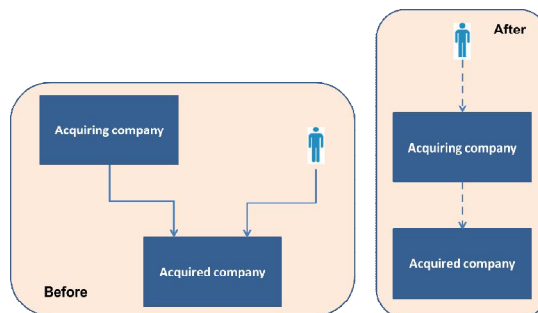 Acquiring company
Acquired company
Before
After
Acquiring company
Acquired company